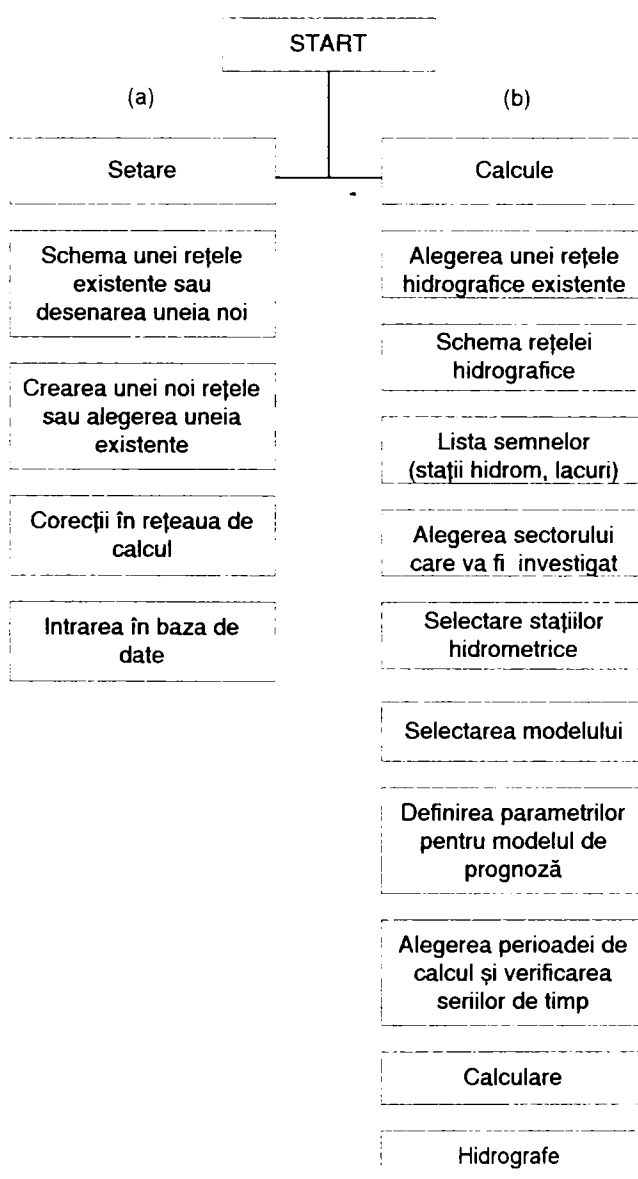 START
(a)
(b)
Setare
Calcule
Schema unei rețele
existente sau
desenarea uneia noi
Crearea unei noi rețele
sau alegerea uneia
existente
Corecții în rețeaua de
calcul
Intrarea în baza de
date
Alegerea unei rețele
hidrografice existente
Schema rețelei
hidrografice
Lista semnelor
(stații hidrom, lacuri)
Alegerea sectorului
care va fi investigat
Selectare stațiilor
hidrometrice
Selectarea modelului
Definirea parametrilor
pentru modelul de
prognoză
Alegerea perioadei de
calcul și verificarea
seriilor de timp
Calculare
Hidrografe